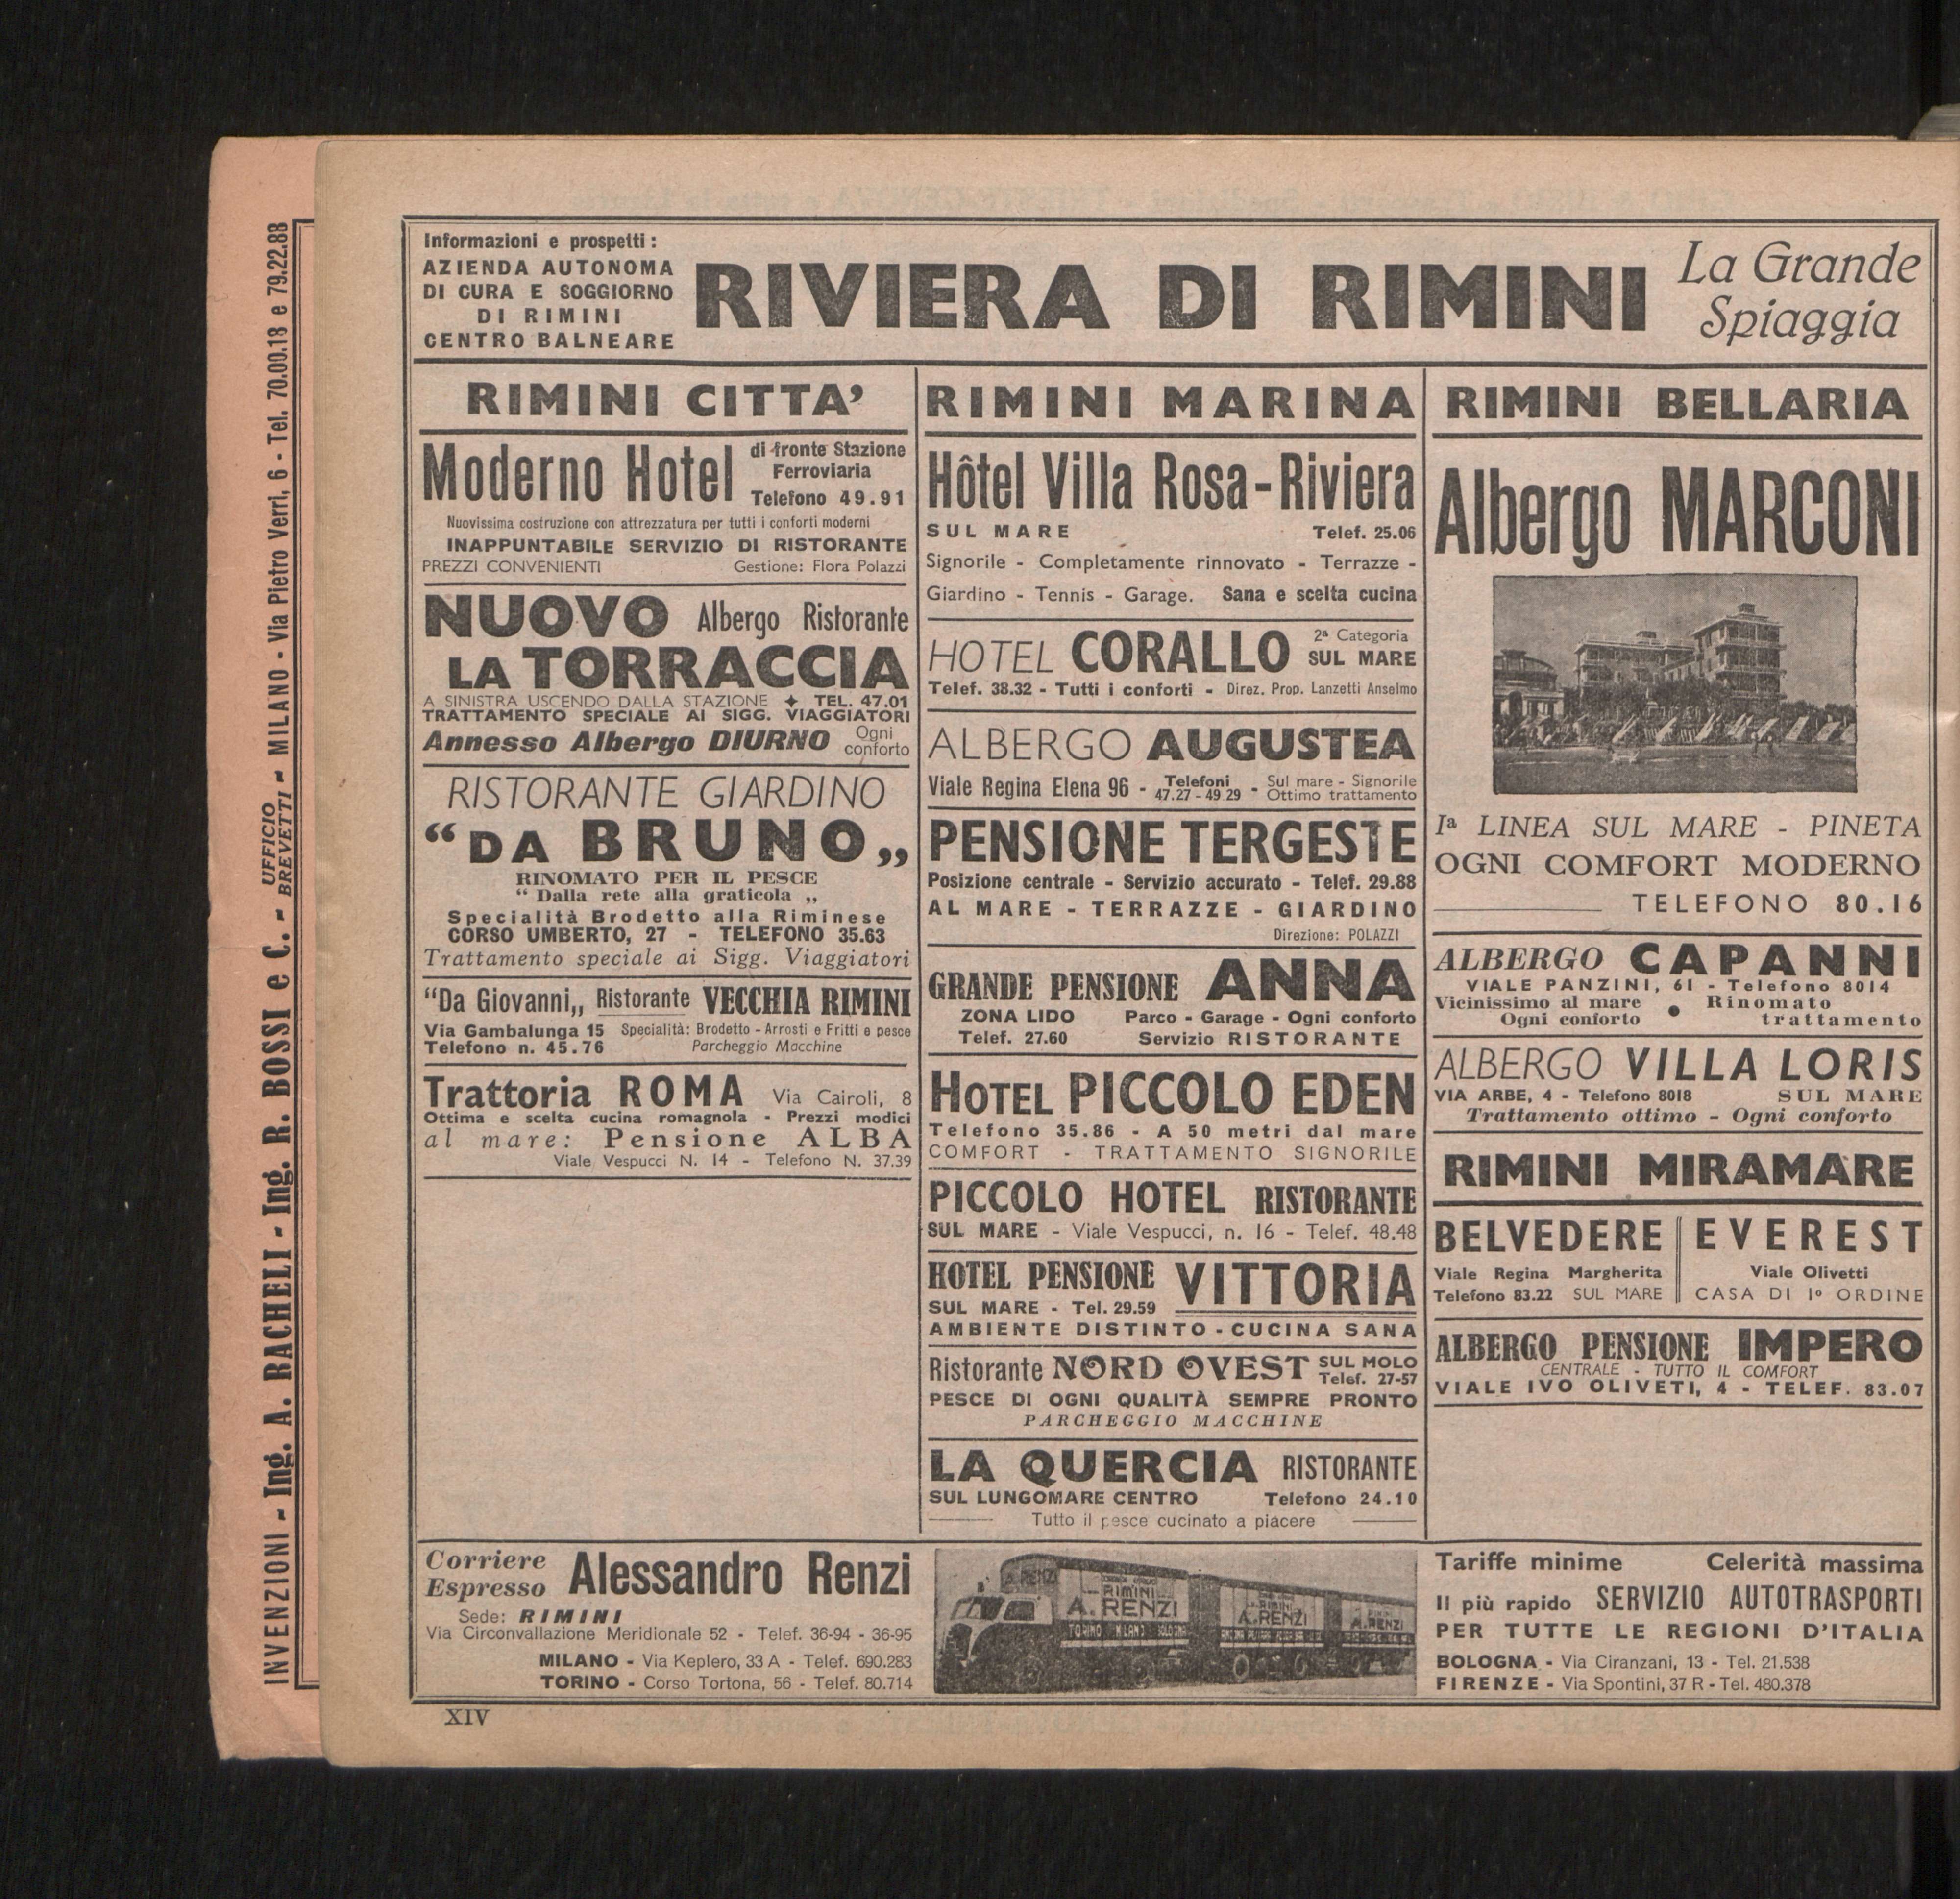 INVENZIONI - Ing. A. RACHELI - Ing. R. BOSSI e C. - UFFICIO BREVETTI - MILANO - Via Pietro Verri, 6 - Tel. 70.00.18 e 79.22.88
Informazioni e prospetti :
AZIENDA AUTONOMA
DI CURA E SOGGIORNO
DI RIMINI
CENTRO BALNEARE
RIVIERA DI RIMINI
La Grande
Spiaggia
RIMINI CITTA'
Moderno Hotel
di fronte Stazione
Ferroviaria
Telefono 49.91
Nuovissima costruzione con attrezzatura per tutti i conforti moderni
INAPPUNTABILE SERVIZIO DI RISTORANTE
PREZZI CONVENIENTI Gestione: Flora Polazzi
NUOVO Albergo Ristorante
LA TORRACCIA
A SINISTRA USCENDO DALLA STAZIONE ✦ TEL. 47.01
TRATTAMENTO SPECIALE AI SIGG. VIAGGIATORI
Annesso Albergo DIURNO Ogni conforto
RISTORANTE GIARDINO
“DA BRUNO„
RINOMATO PER IL PESCE
“ Dalla rete alla graticola „
Specialità Brodetto alla Riminese
CORSO UMBERTO, 27 - TELEFONO 35.63
Trattamento speciale ai Sigg. Viaggiatori
“Da Giovanni„ Ristorante VECCHIA RIMINI
Via Gambalunga 15 Specialità: Brodetto - Arrosti e Fritti e pesce
Telefono n. 45.76 Parcheggio Macchine
Trattoria ROMA Via Cairoli, 8
Ottima e scelta cucina romagnola - Prezzi modici
al mare: Pensione ALBA
Viale Vespucci N. 14 - Telefono N. 37.39
RIMINI MARINA
Hôtel Villa Rosa-Riviera
SUL MARE Telef. 25.06
Signorile - Completamente rinnovato - Terrazze -
Giardino - Tennis - Garage. Sana e scelta cucina
HOTEL CORALLO 2ª Categoria
SUL MARE
Telef. 38.32 - Tutti i conforti - Direz. Prop. Lanzetti Anselmo
ALBERGO AUGUSTEA
Viale Regina Elena 96 - Telefoni 47.27 - 49 29 - Sul mare - Signorile
Ottimo trattamento
PENSIONE TERGESTE
Posizione centrale - Servizio accurato - Telef. 29.88
AL MARE - TERRAZZE - GIARDINO
Direzione: POLAZZI
GRANDE PENSIONE ANNA
ZONA LIDO Parco - Garage - Ogni conforto
Telef. 27.60 Servizio RISTORANTE
HOTEL PICCOLO EDEN
Telefono 35.86 - A 50 metri dal mare
COMFORT - TRATTAMENTO SIGNORILE
PICCOLO HOTEL RISTORANTE
SUL MARE - Viale Vespucci, n. 16 - Telef. 48.48
HOTEL PENSIONE VITTORIA
SUL MARE - Tel. 29.59
AMBIENTE DISTINTO - CUCINA SANA
Ristorante NORD OVEST SUL MOLO
Telef. 27-57
PESCE DI OGNI QUALITÀ SEMPRE PRONTO
PARCHEGGIO MACCHINE
LA QUERCIA RISTORANTE
SUL LUNGOMARE CENTRO Telefono 24.10
Tutto il pesce cucinato a piacere
RIMINI BELLARIA
Albergo MARCONI
Iª LINEA SUL MARE - PINETA
OGNI COMFORT MODERNO
TELEFONO 80.16
ALBERGO CAPANNI
VIALE PANZINI, 61 - Telefono 8014
Vicinissimo al mare ● Rinomato
Ogni conforto trattamento
ALBERGO VILLA LORIS
VIA ARBE, 4 - Telefono 8018 SUL MARE
Trattamento ottimo - Ogni conforto
RIMINI MIRAMARE
BELVEDERE
Viale Regina Margherita
Telefono 83.22 SUL MARE
EVEREST
Viale Olivetti
CASA DI Iº ORDINE
ALBERGO PENSIONE IMPERO
CENTRALE - TUTTO IL COMFORT
VIALE IVO OLIVETI, 4 - TELEF. 83.07
Corriere
Espresso Alessandro Renzi
Sede: RIMINI
Via Circonvallazione Meridionale 52 - Telef. 36-94 - 36-95
MILANO - Via Keplero, 33 A - Telef. 690.283
TORINO - Corso Tortona, 56 - Telef. 80.714
A. RENZI
RIMINI
A. RENZI
TORINO MILANO BOLOGNA
RIMINI
A. RENZI
A. RENZI
Tariffe minime Celerità massima
Il più rapido SERVIZIO AUTOTRASPORTI
PER TUTTE LE REGIONI D'ITALIA
BOLOGNA - Via Ciranzani, 13 - Tel. 21.538
FIRENZE - Via Spontini, 37 R - Tel. 480.378
XIV